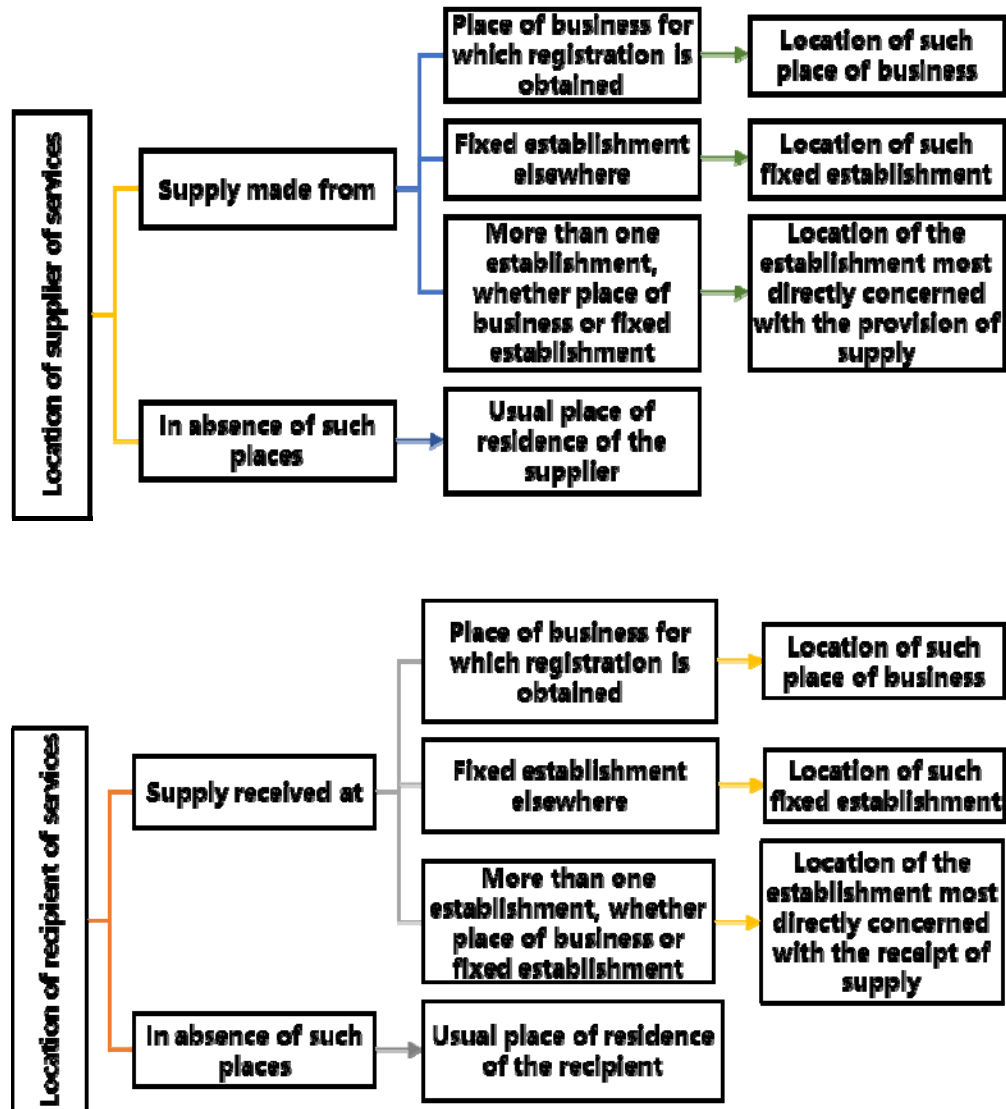 Location of supplier of services
Supply made from
Place of business for
which registration is
obtained
Location of such
place of business
Fixed establishment
elsewhere
Location of such
fixed establishment
More than one
establishment,
whether place of
business or fixed
establishment
Location of the
establishment most
directly concerned
with the provision of
supply
In absence of such
places
Usual place of
residence of the
supplier
Location of recipient of services
Supply received at
Place of business for
which registration is
obtained
Location of such
place of business
Fixed establishment
elsewhere
Location of such
fixed establishment
More than one
establishment, whether
place of business or
fixed establishment
Location of the
establishment most
directly concerned
with the receipt of
supply
In absence of such
places
Usual place of residence
of the recipient